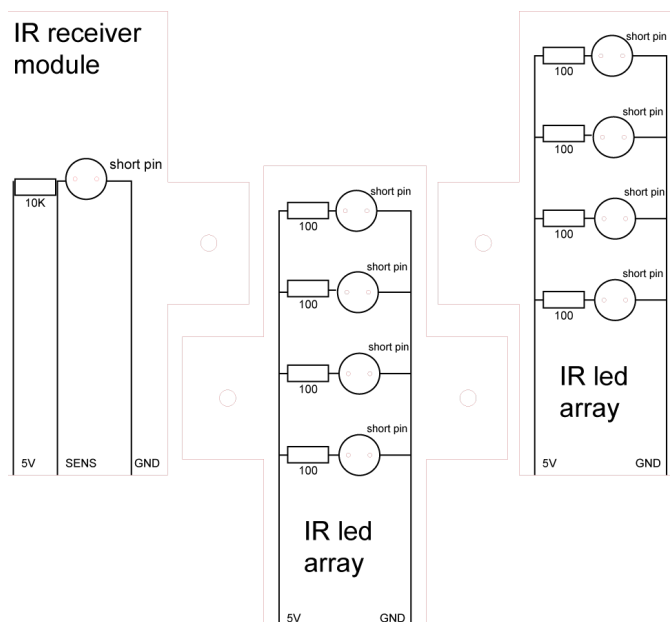 IR receiver
module
short pin
10K
5V SENS GND
short pin
100
short pin
100
short pin
100
short pin
100
IR led
array
5V GND
short pin
100
short pin
100
short pin
100
short pin
100
IR led
array
5V GND